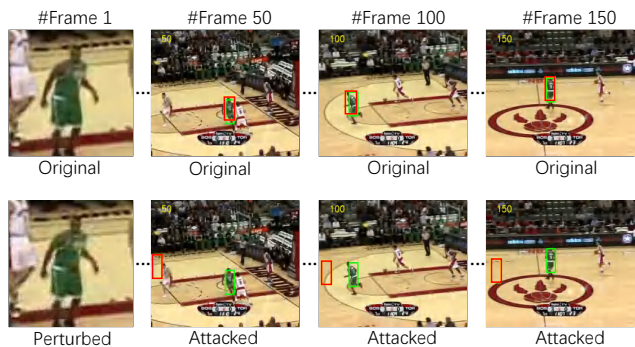 #Frame 1 #Frame 50 #Frame 100 #Frame 150
50 100 150
Original Original Original Original
50 100 150
Perturbed Attacked Attacked Attacked